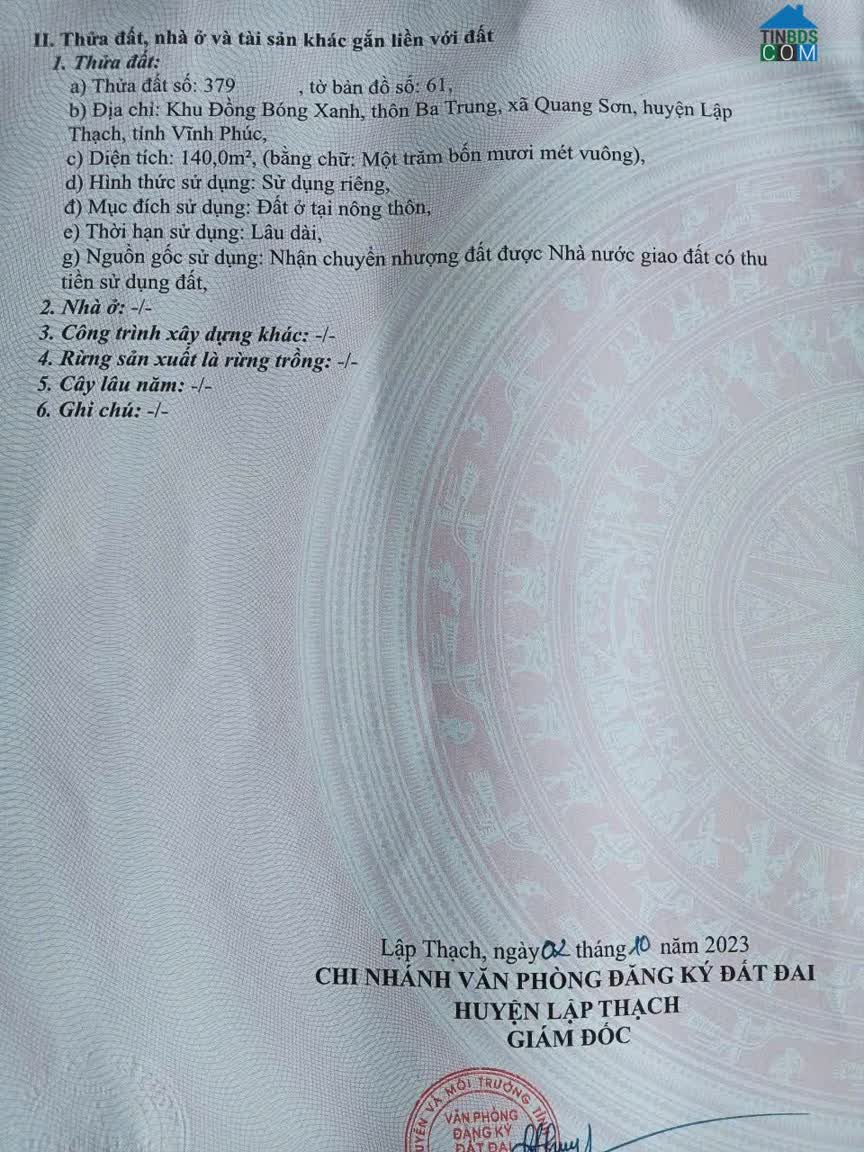 TINBDS
COM
II. Thửa đất, nhà ở và tài sản khác gắn liền với đất
1. Thửa đất:
a) Thửa đất số: 379 , tờ bản đồ số: 61,
b) Địa chỉ: Khu Đồng Bóng Xanh, thôn Ba Trung, xã Quang Sơn, huyện Lập
Thạch, tỉnh Vĩnh Phúc,
c) Diện tích: 140,0m², (bằng chữ: Một trăm bốn mươi mét vuông),
d) Hình thức sử dụng: Sử dụng riêng,
đ) Mục đích sử dụng: Đất ở tại nông thôn,
e) Thời hạn sử dụng: Lâu dài,
g) Nguồn gốc sử dụng: Nhận chuyển nhượng đất được Nhà nước giao đất có thu
tiền sử dụng đất,
2. Nhà ở: -/-
3. Công trình xây dựng khác: -/-
4. Rừng sản xuất là rừng trồng: -/-
5. Cây lâu năm: -/-
6. Ghi chú: -/-
Lập Thạch, ngày 02 tháng 10 năm 2023
CHI NHÁNH VĂN PHÒNG ĐĂNG KÝ ĐẤT ĐAI
HUYỆN LẬP THẠCH
GIÁM ĐỐC
VÀ MÔI TRƯỜNG
VĂN PHÒNG
ĐĂNG KÝ
ĐẤT ĐAI